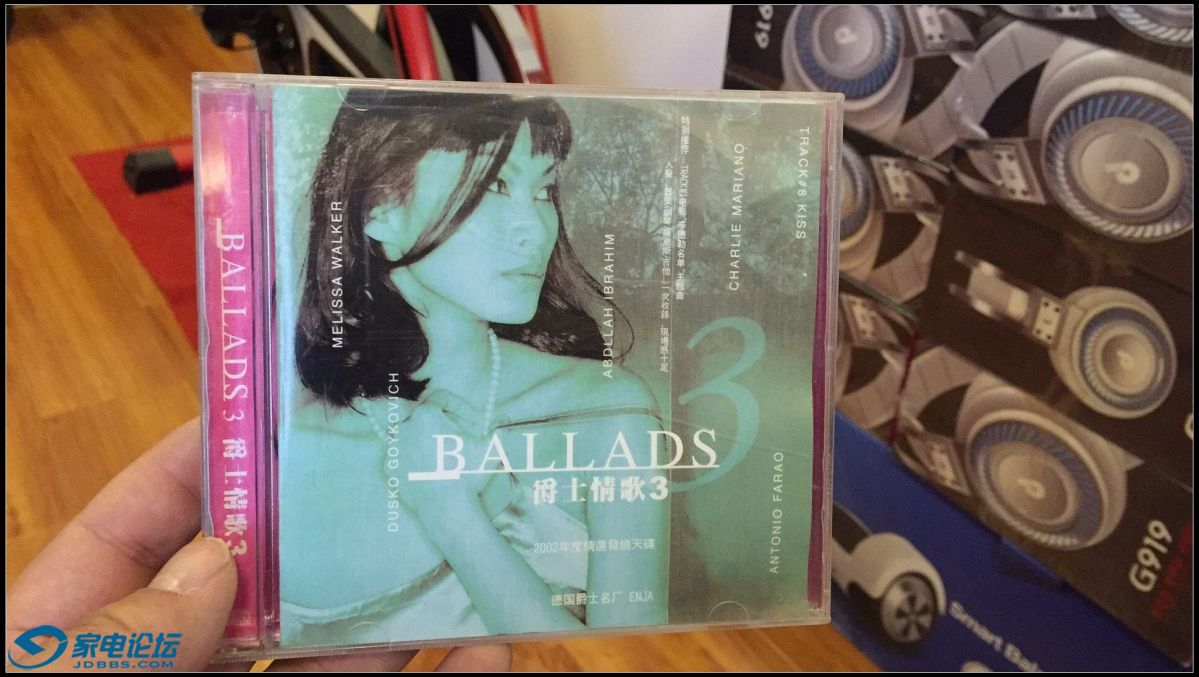 BALLADS 3 爵士情歌3
MELISSA WALKER
DUSKO GOYKOVICH
ABDLLAH IBRAHIM
CHARLIE MARIANO
TRACK#8 KISS
ANTONIO FARAO
3
BALLADS
爵士情歌3
2002年度精選發燒天碟
德国爵士名厂 ENJA
G919
919
Smart Bal
家电论坛
JDBBS.COM